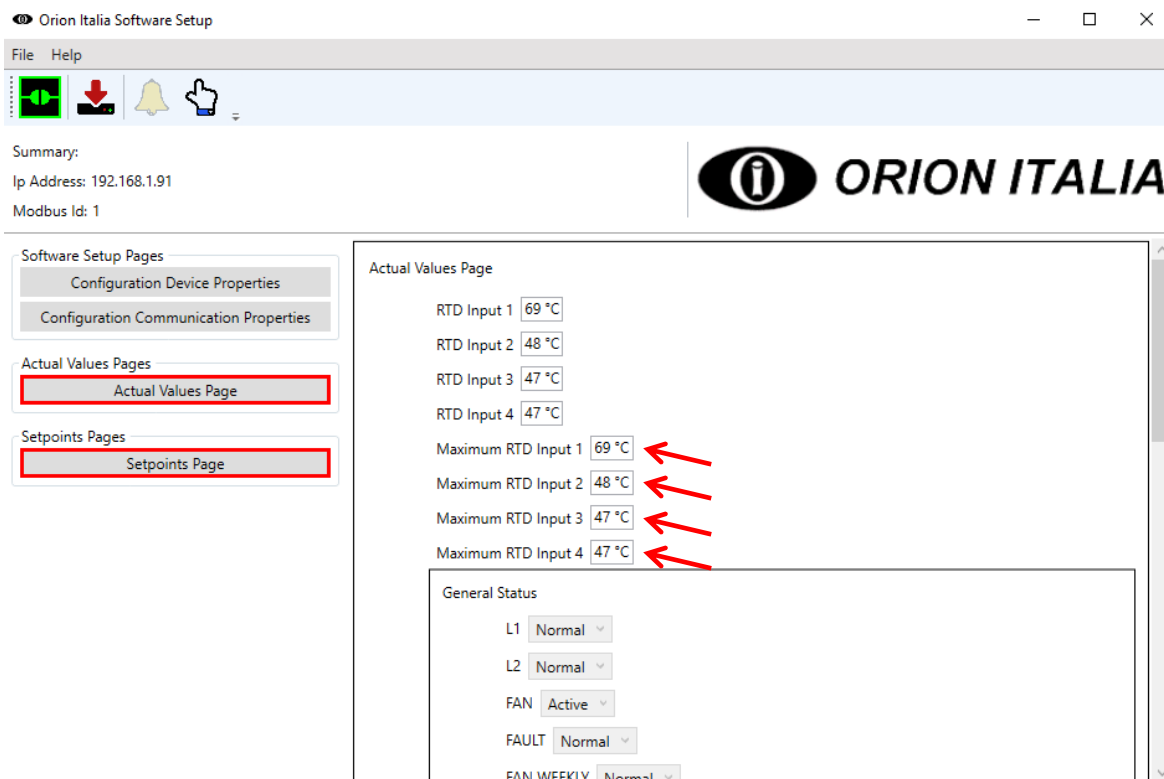 Orion Italia Software Setup
File Help
Summary:
Ip Address: 192.168.1.91
Modbus Id: 1
ORION ITALIA
Software Setup Pages
Configuration Device Properties
Configuration Communication Properties
Actual Values Pages
Actual Values Page
Setpoints Pages
Setpoints Page
Actual Values Page
RTD Input 1 69 °C
RTD Input 2 48 °C
RTD Input 3 47 °C
RTD Input 4 47 °C
Maximum RTD Input 1 69 °C
Maximum RTD Input 2 48 °C
Maximum RTD Input 3 47 °C
Maximum RTD Input 4 47 °C
General Status
L1 Normal
L2 Normal
FAN Active
FAULT Normal
FAN WEEKLY Normal